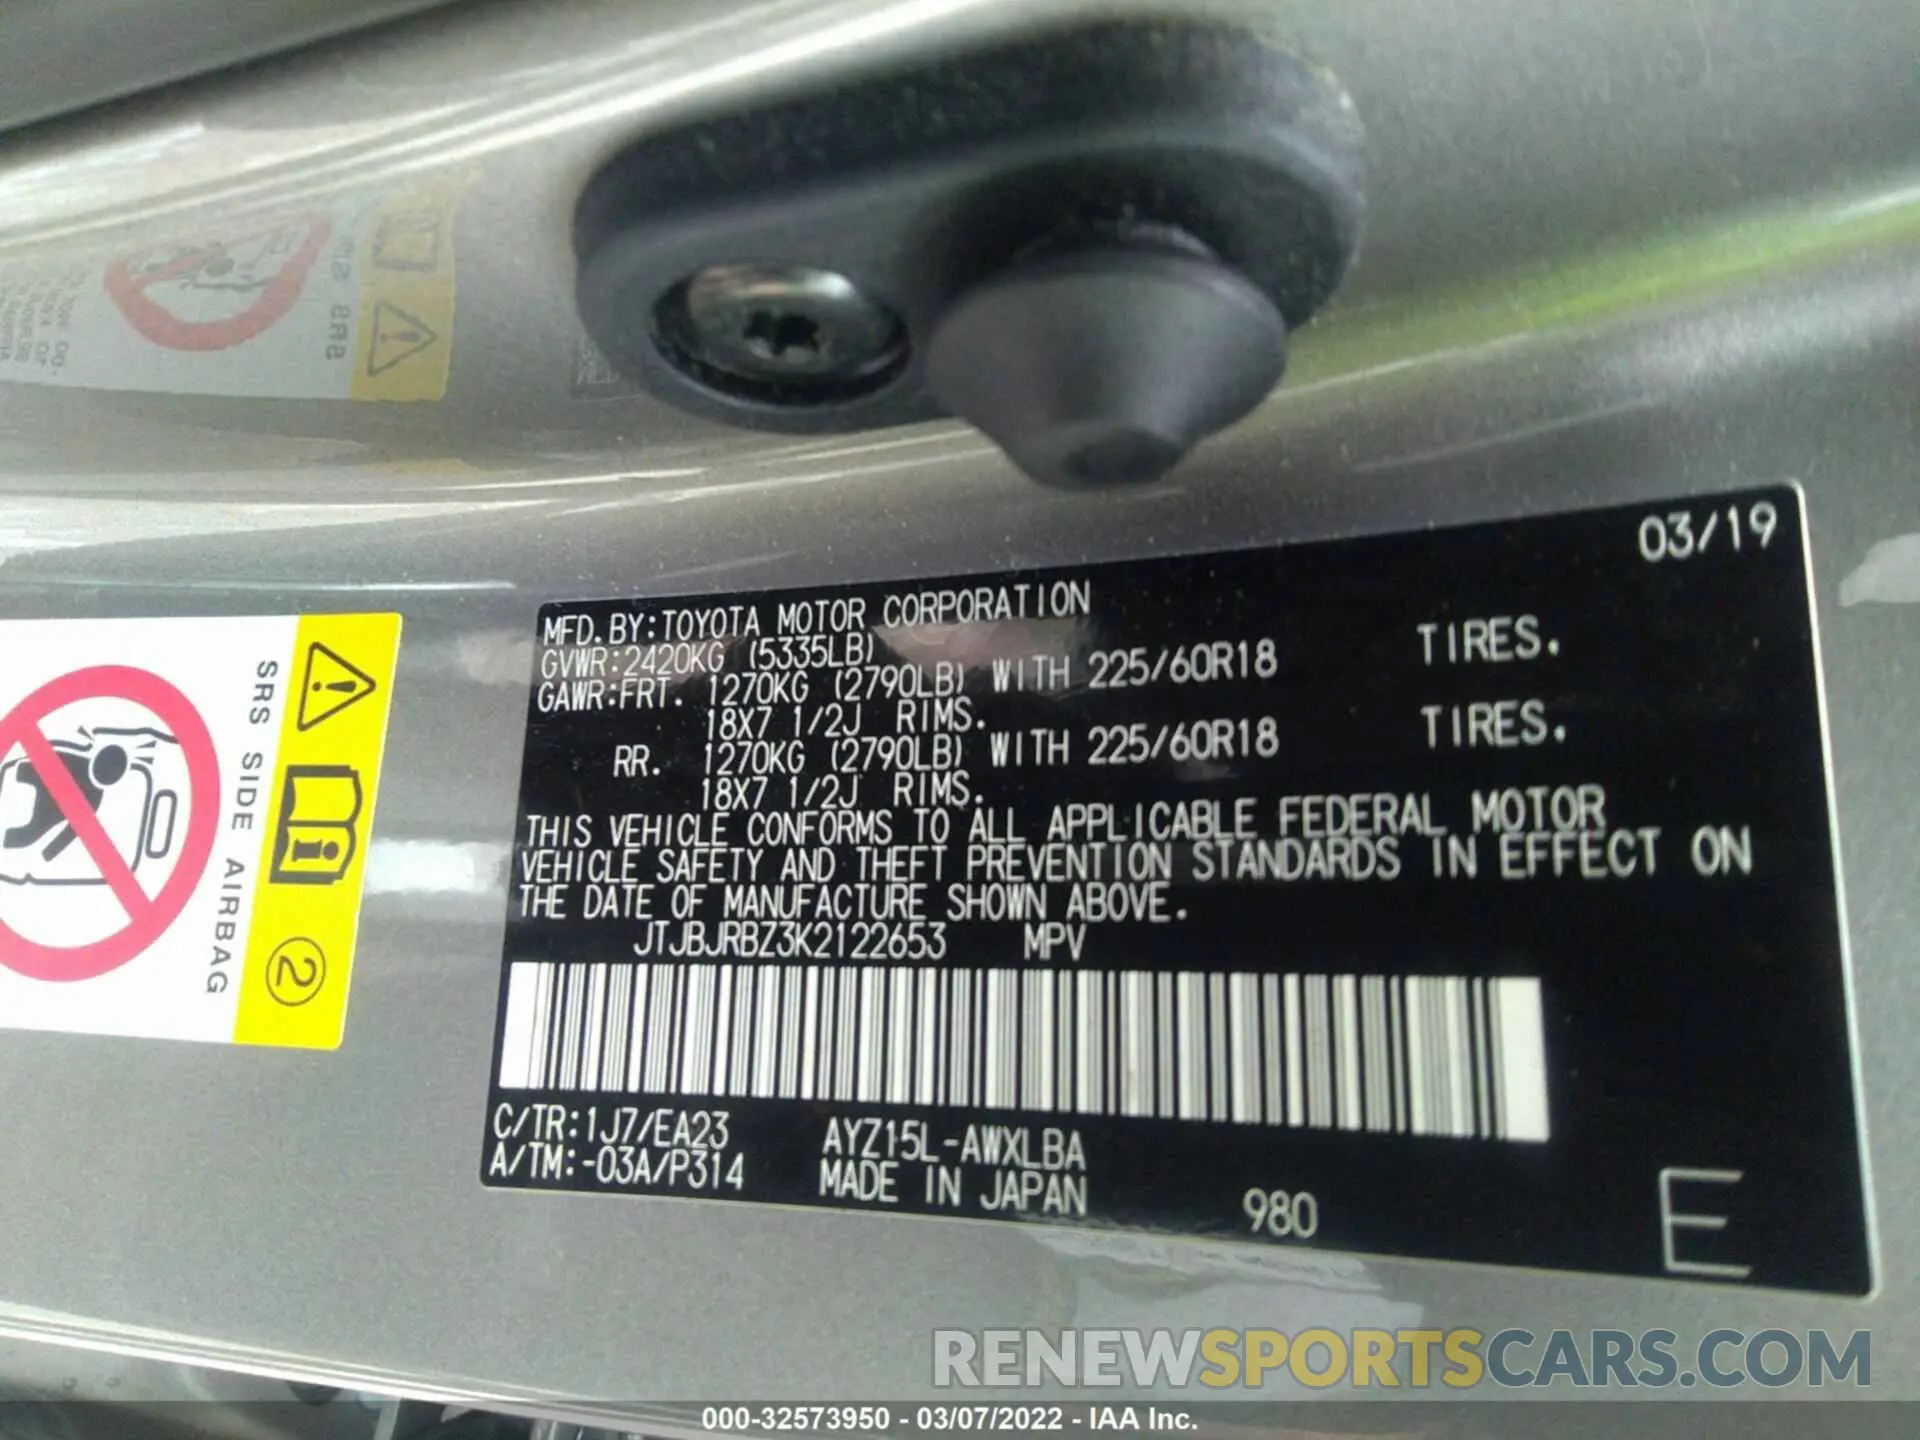 SRS SIDE
SRS SIDE AIRBAG
2
03/19
MFD. BY: TOYOTA MOTOR CORPORATION
GVWR: 2420KG (5335LB)
GAWR: FRT. 1270KG (2790LB) WITH 225/60R18 TIRES.
18X7 1/2J RIMS.
RR. 1270KG (2790LB) WITH 225/60R18 TIRES.
18X7 1/2J RIMS.
THIS VEHICLE CONFORMS TO ALL APPLICABLE FEDERAL MOTOR
VEHICLE SAFETY AND THEFT PREVENTION STANDARDS IN EFFECT ON
THE DATE OF MANUFACTURE SHOWN ABOVE.
JTJBJRBZ3K2122653 MPV
C/TR: 1J7/EA23 AYZ15L-AWXLBA
A/TM: -03A/P314 MADE IN JAPAN 980
E
RENEWSPORTSCARS.COM
000-32573950 - 03/07/2022 - IAA Inc.